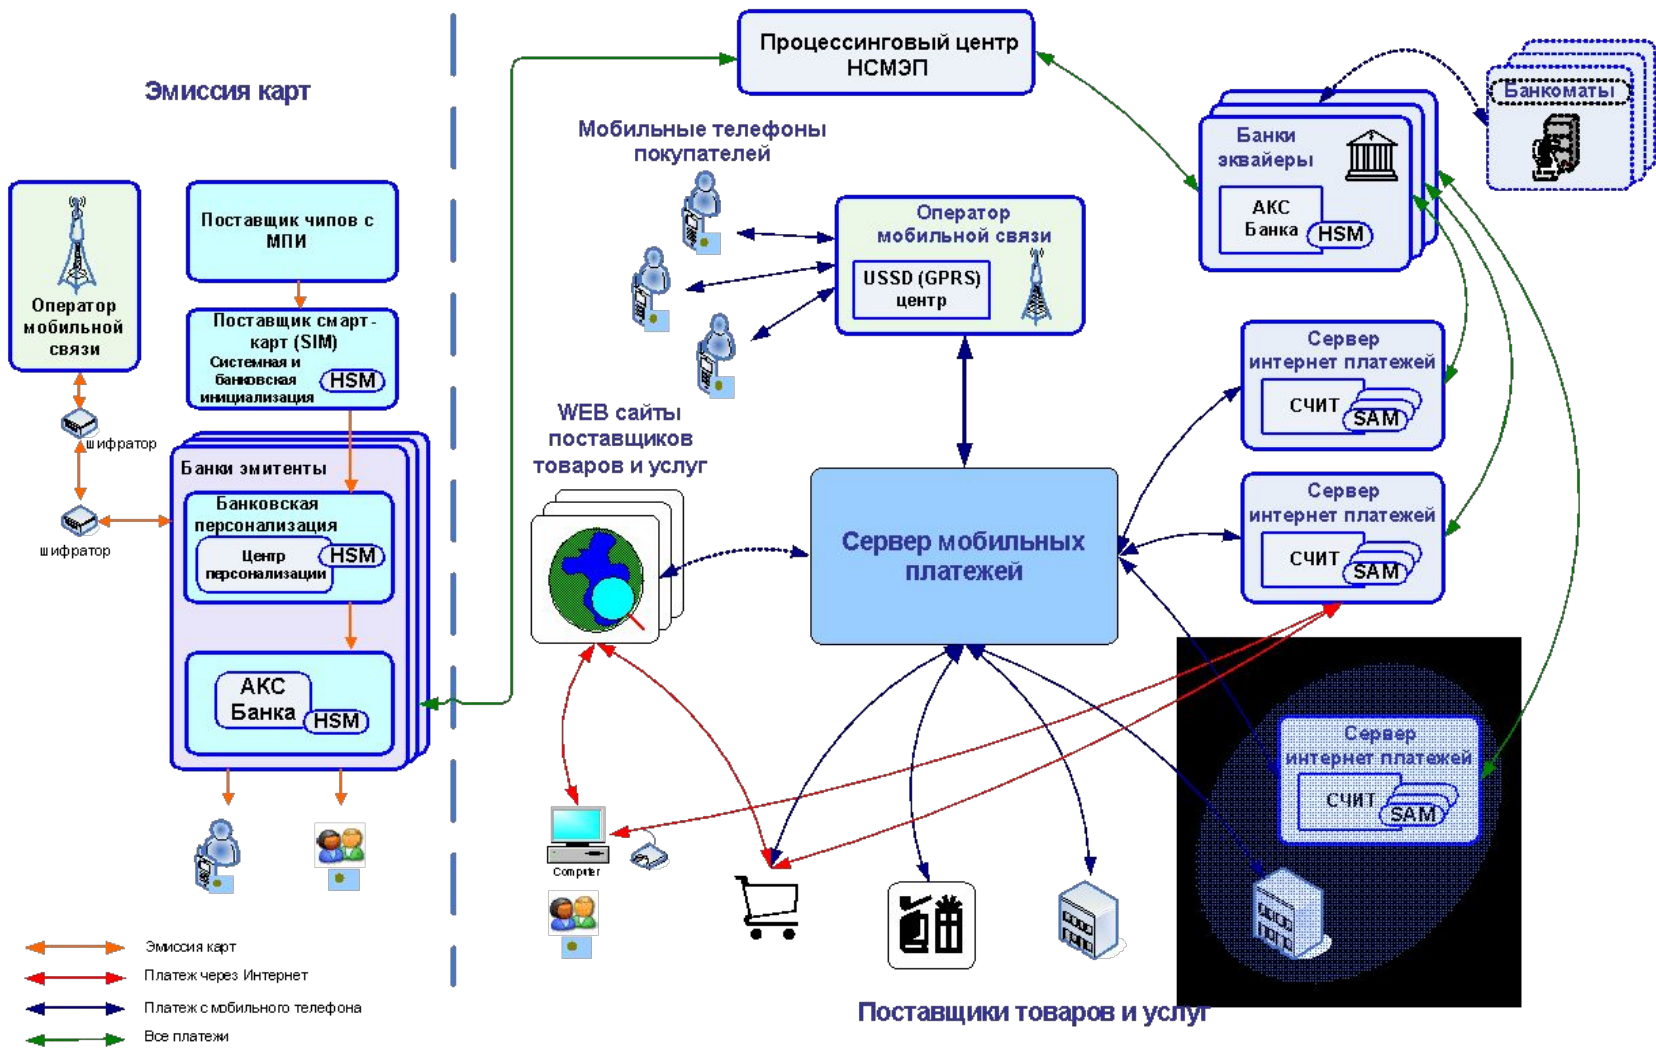 Эмиссия карт
Оператор
мобильной
связи
шифратор
шифратор
Поставщик чипов с
МПИ
Поставщик смарт-
карт (SIM)
Системная и
банковская
инициализация
HSM
Банки эмитенты
Банковская
персонализация
Центр
персонализации
HSM
АКС
Банка
HSM
Эмиссия карт
Платеж через Интернет
Платеж с мобильного телефона
Все платежи
Процессинговый центр
НСМЭП
Мобильные телефоны
покупателей
Оператор
мобильной связи
USSD (GPRS)
центр
Банки
эквайеры
АКС
Банка
HSM
Банкоматы
WEB сайты
поставщиков
товаров и услуг
Сервер мобильных
платежей
Сервер
интернет платежей
СЧИТ
SAM
Сервер
интернет платежей
СЧИТ
SAM
Сервер
интернет платежей
СЧИТ
SAM
Computer
Поставщики товаров и услуг